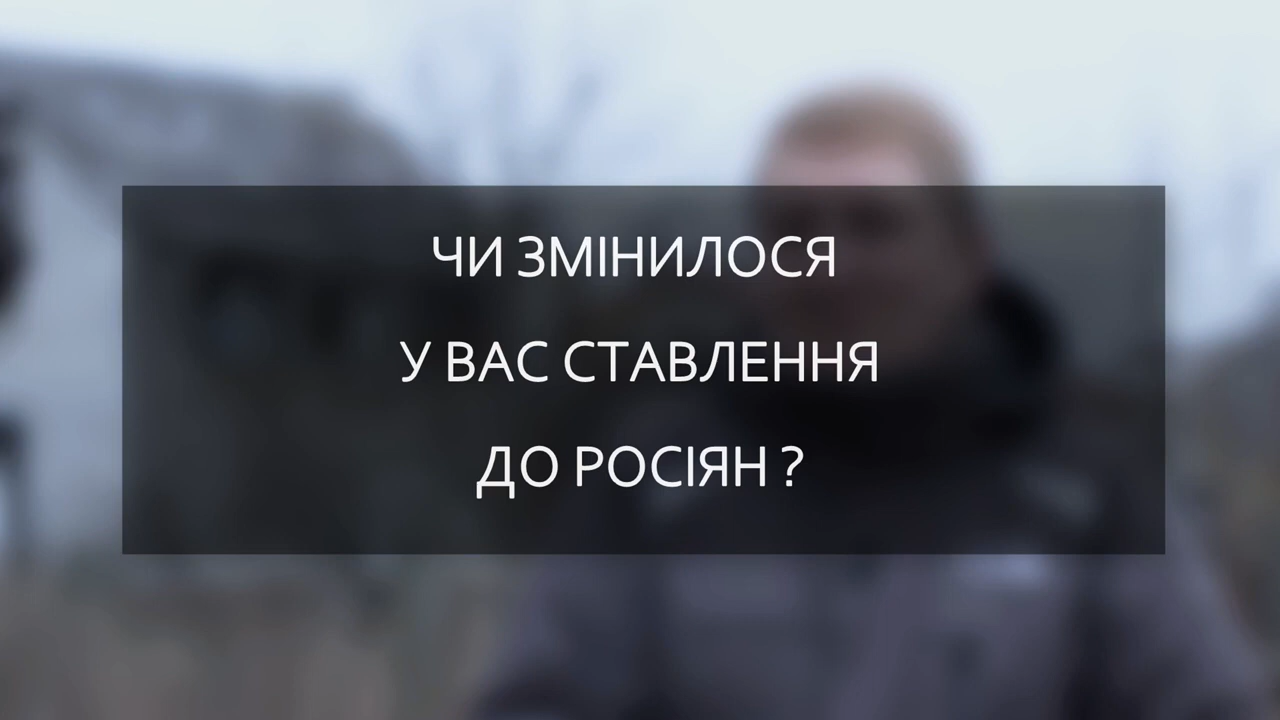 ЧИ ЗМІНИЛОСЯ
У ВАС СТАВЛЕННЯ
ДО РОСІЯН ?